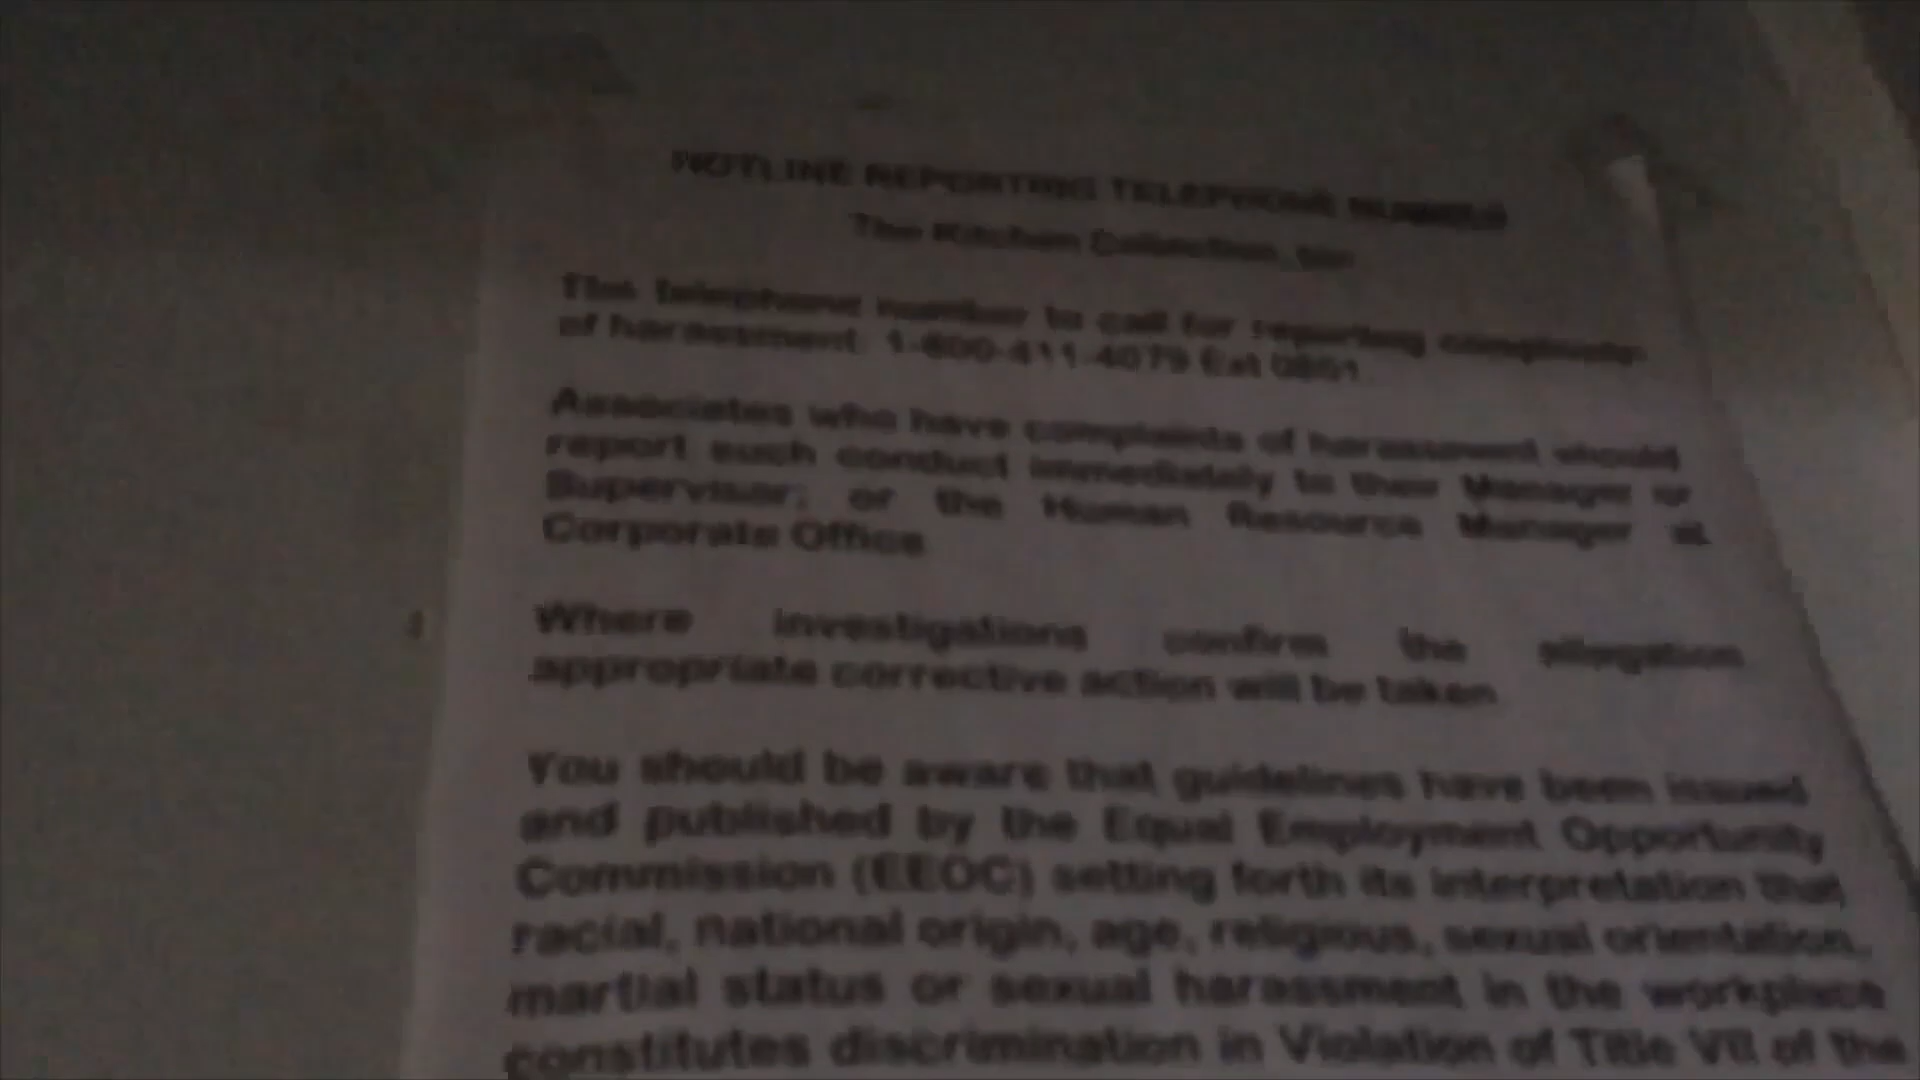 HOTLINE REPORTING TELEPHONE NUMBER
The Kitchen Collection, Inc.
The telephone number to call for reporting complaints
of harassment: 1-800-411-4079 Ext
Associates who have complaints of harassment should
report such conduct immediately to their Manager or
Supervisor; or the Human Resource Manager at
Corporate Office
Where investigations confirm the allegation
appropriate corrective action will be taken
You should be aware that guidelines have been issued
and published by the Equal Employment Opportunity
Commission (EEOC) setting forth its interpretation that
racial, national origin, age, religious, sexual orientation,
martial status or sexual harassment in the workplace
constitutes discrimination in Violation of Title VII of the